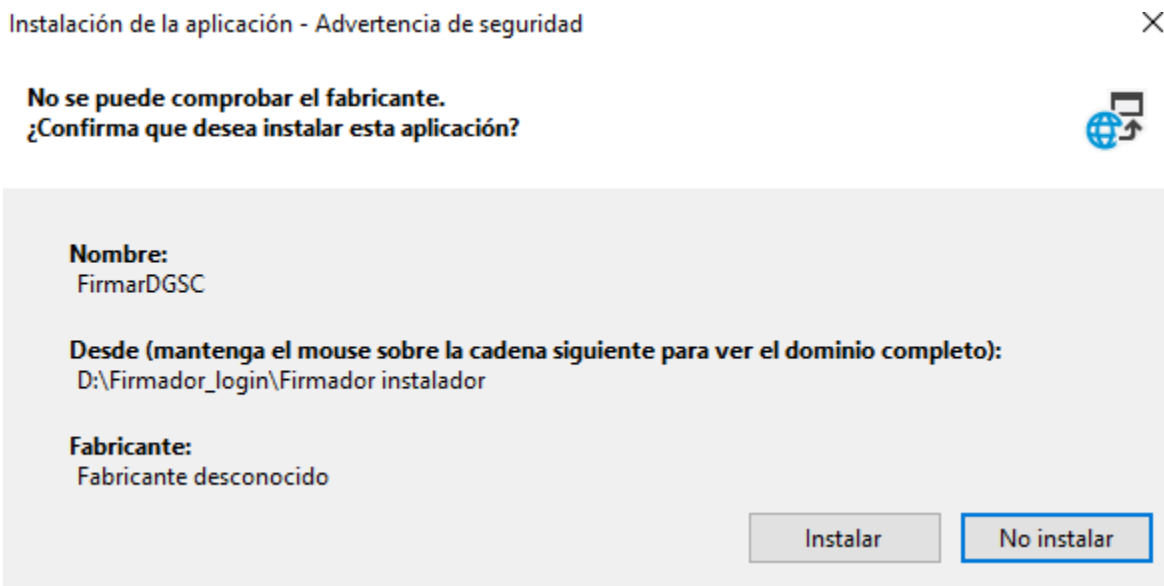 Instalación de la aplicación - Advertencia de seguridad
No se puede comprobar el fabricante.
¿Confirma que desea instalar esta aplicación?
Nombre:
FirmarDGSC
Desde (mantenga el mouse sobre la cadena siguiente para ver el dominio completo):
D:\Firmador_login\Firmador instalador
Fabricante:
Fabricante desconocido
Instalar
No instalar